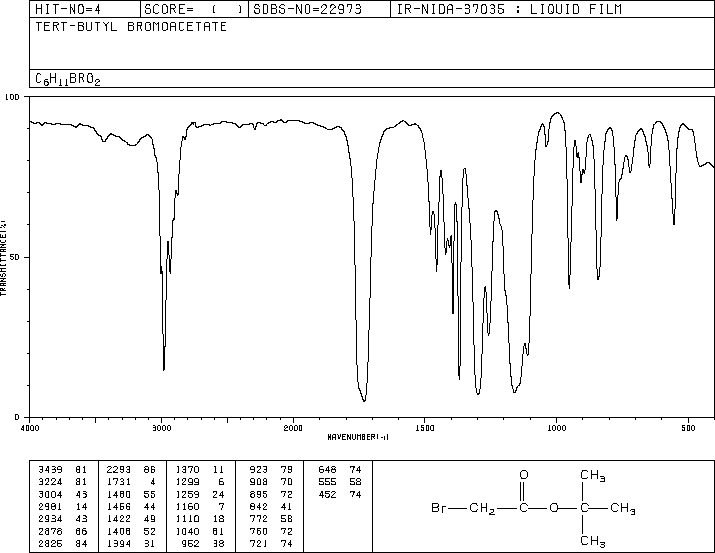 HIT-NO=4 SCORE= ( ) SDBS-NO=22973 IR-NIDA-37035 : LIQUID FILM
TERT-BUTYL BROMOACETATE
C6H11BRO2
100
50
0
TRANSMITTANCE(%)
4000 3000 2000 1500 1000 500
WAVENUMBER(-1)
3439 81 2293 86 1370 11 923 79 648 74
3224 81 1731 4 1299 6 908 70 555 58
3004 43 1480 55 1259 24 895 72 452 74
2981 14 1456 44 1160 7 842 41
2934 43 1422 49 1110 18 772 58
2878 66 1408 52 1040 81 760 72
2826 84 1394 31 952 38 721 74
Br CH2 C O C CH3
O
CH3
CH3